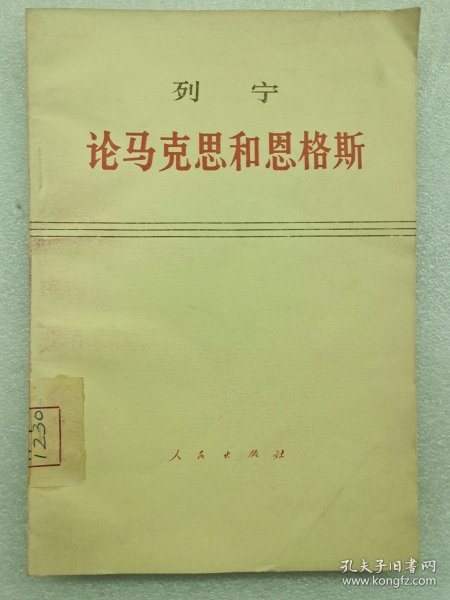 列 宁
论马克思和恩格斯
1230
人民出版社
孔夫子旧书网
www.kongfz.com